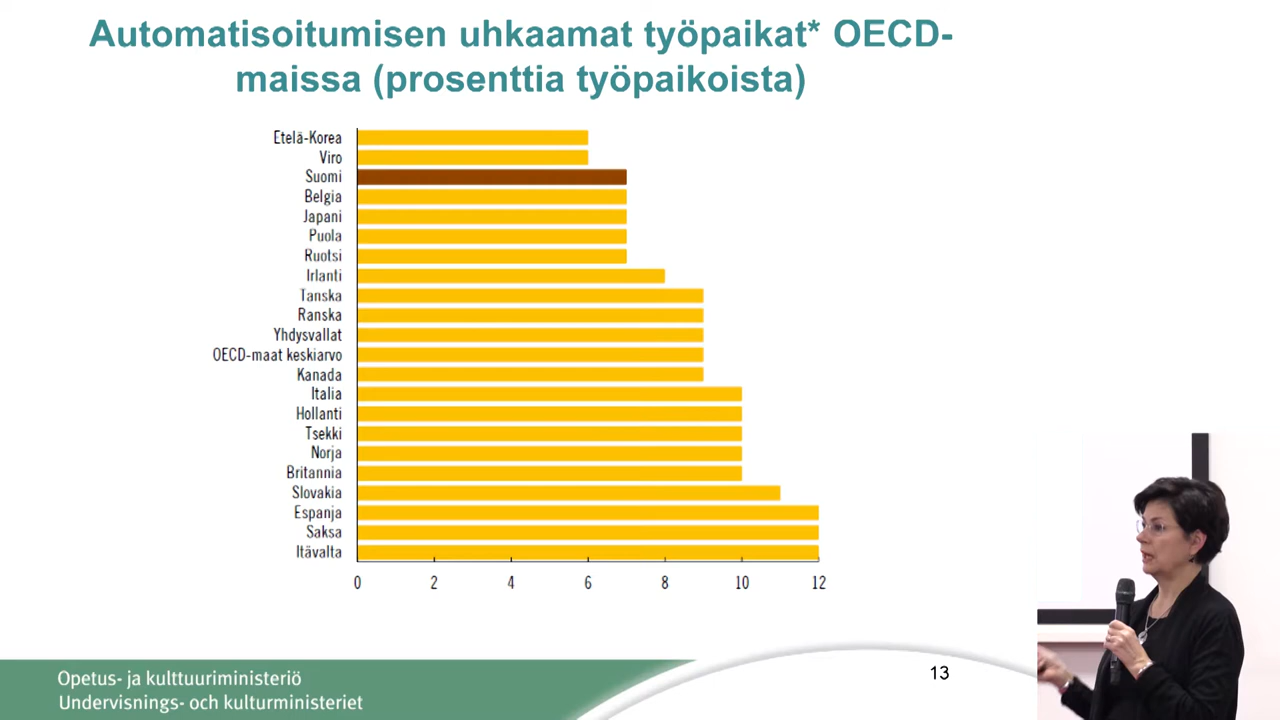 Automatisoitumisen uhkaamat työpaikat* OECD-
maissa (prosenttia työpaikoista)
Etelä-Korea
Viro
Suomi
Belgia
Japani
Puola
Ruotsi
Irlanti
Tanska
Ranska
Yhdysvallat
OECD-maat keskiarvo
Kanada
Italia
Hollanti
Tsekki
Norja
Britannia
Slovakia
Espanja
Saksa
Itävalta
0 2 4 6 8 10 12
Opetus- ja kulttuuriministeriö
Undervisnings- och kulturministeriet
13